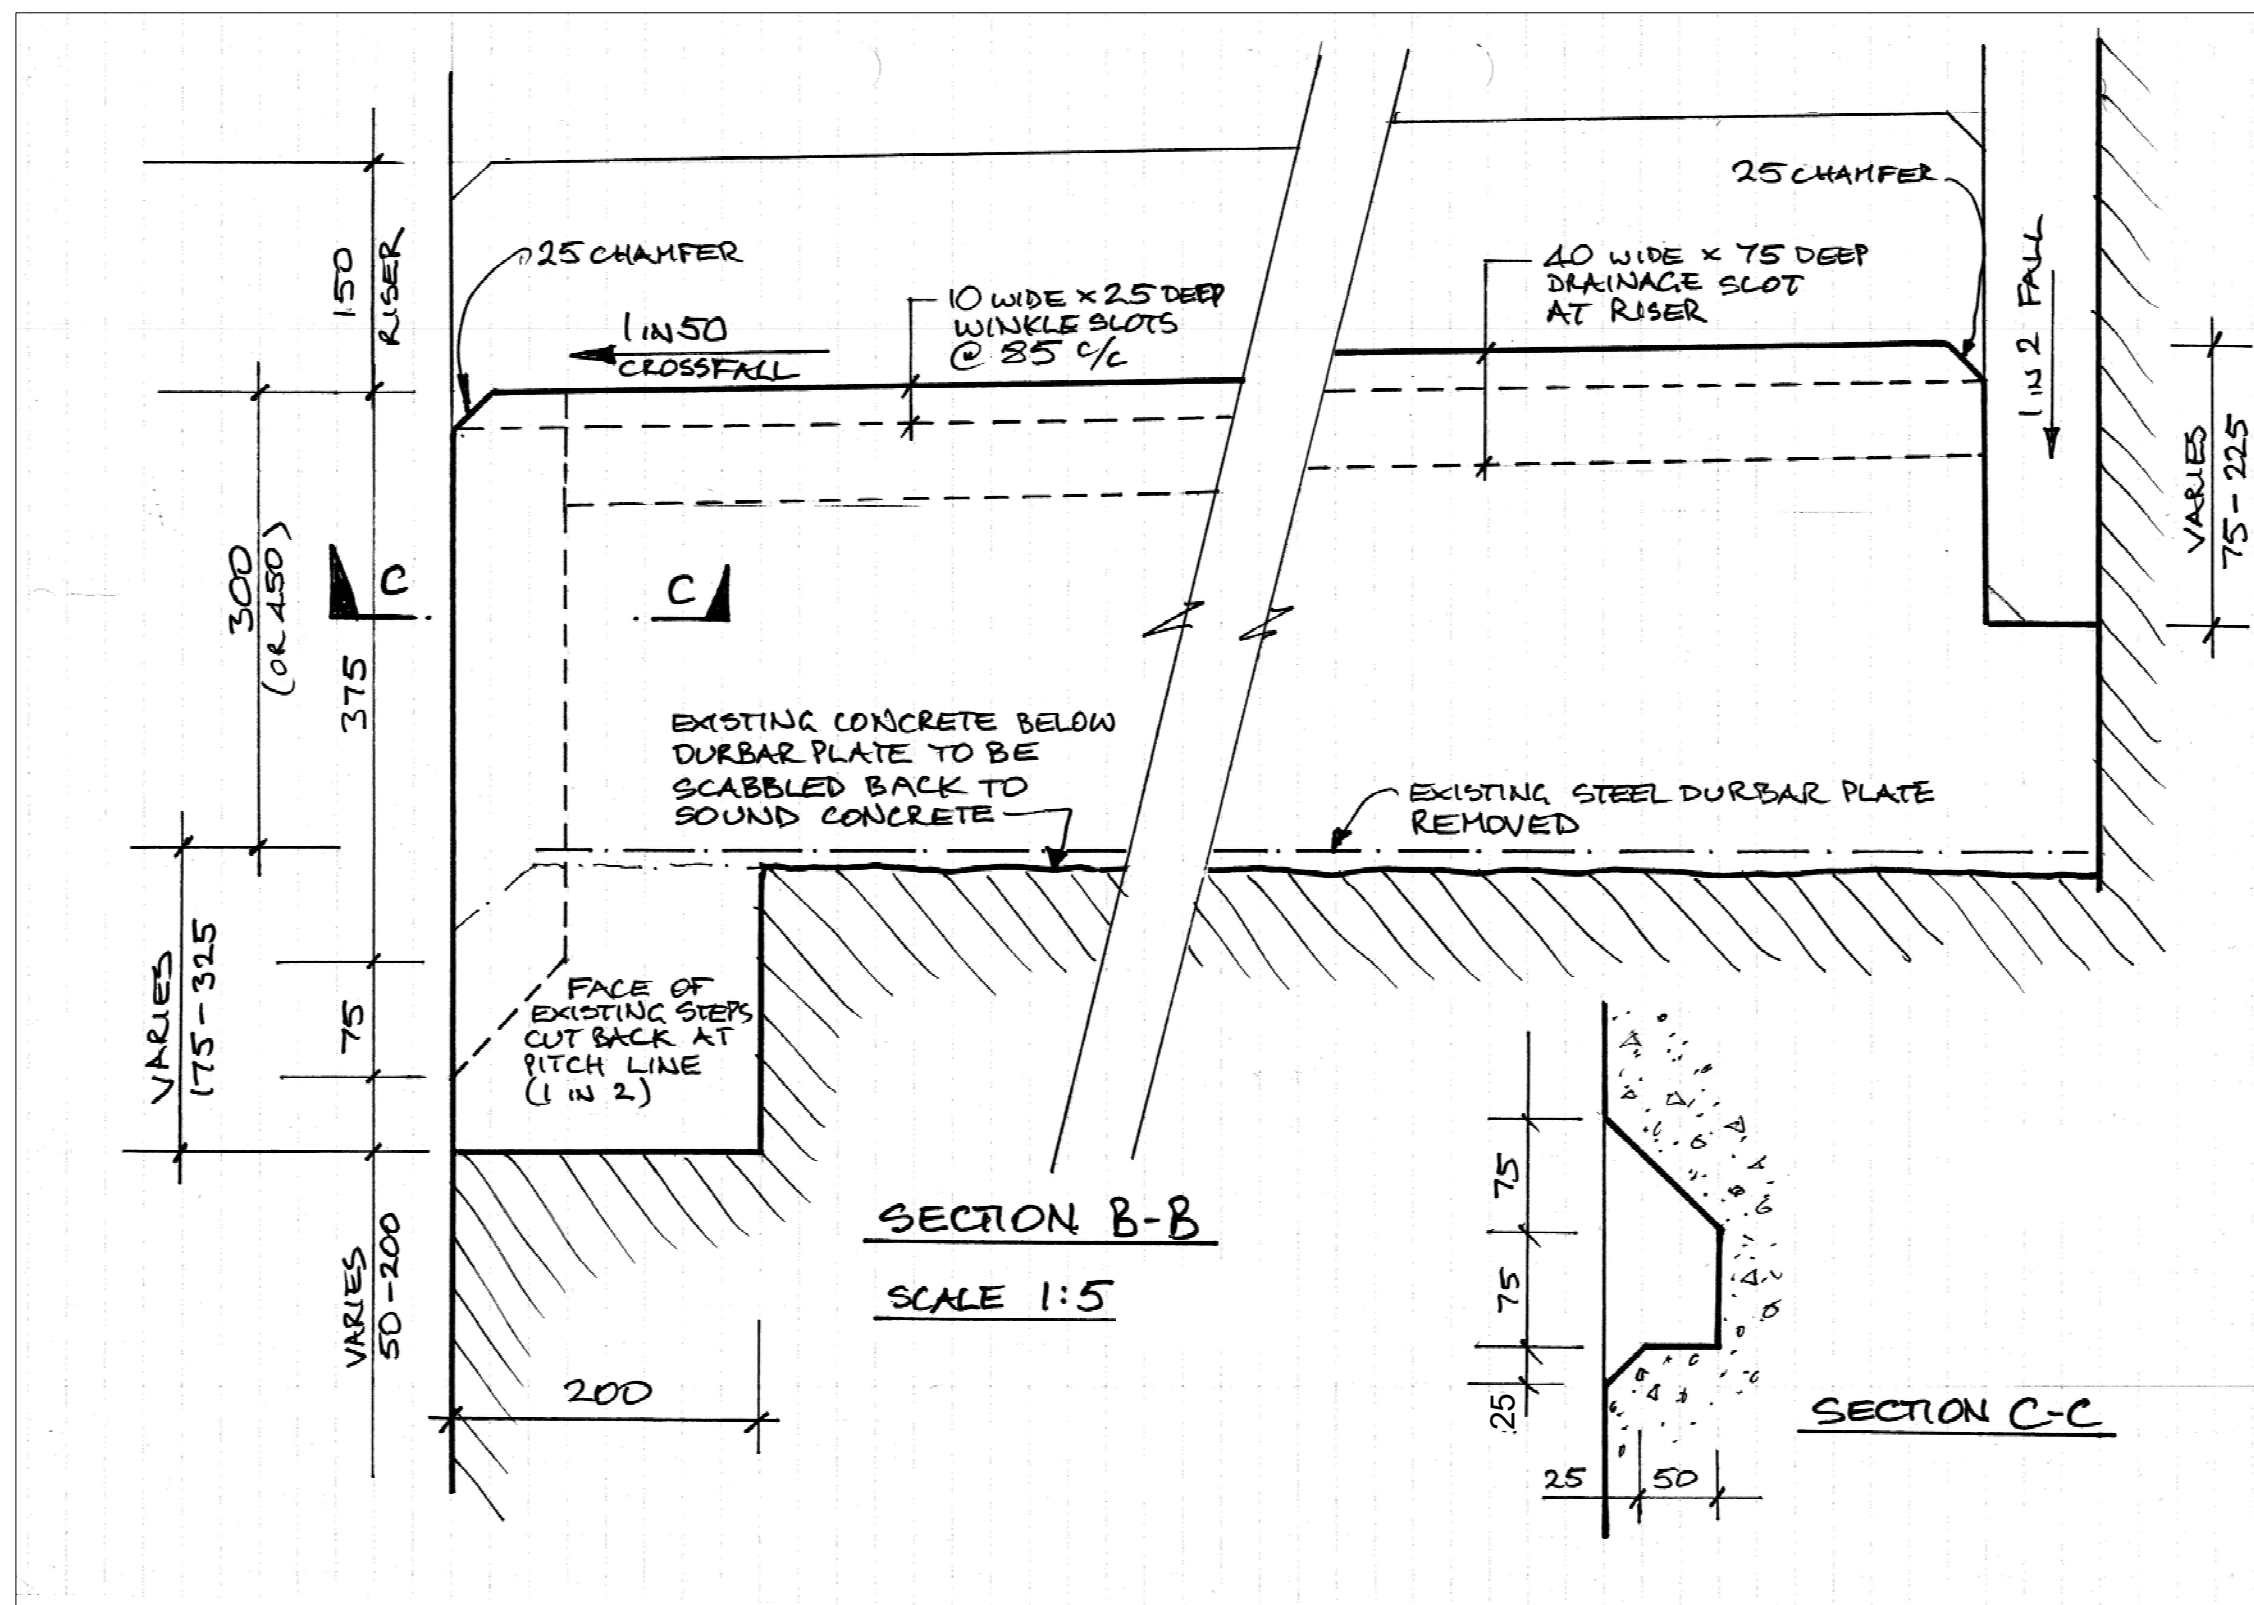 25 CHAMFER
25 CHAMFER
150
RISER
1 IN 50
CROSSFALL
10 WIDE × 25 DEEP
WINKLE SLOTS
@ 85 c/c
40 WIDE × 75 DEEP
DRAINAGE SLOT
AT RISER
1 IN 2 FALL
VARIES
75-225
300
(OR 450)
C
C
375
EXISTING CONCRETE BELOW
DURBAR PLATE TO BE
SCABBLED BACK TO
SOUND CONCRETE
EXISTING STEEL DURBAR PLATE
REMOVED
VARIES
175-325
75
FACE OF
EXISTING STEPS
CUT BACK AT
PITCH LINE
(1 IN 2)
VARIES
50-200
200
SECTION B-B
SCALE 1:5
75
75
25
25
50
SECTION C-C